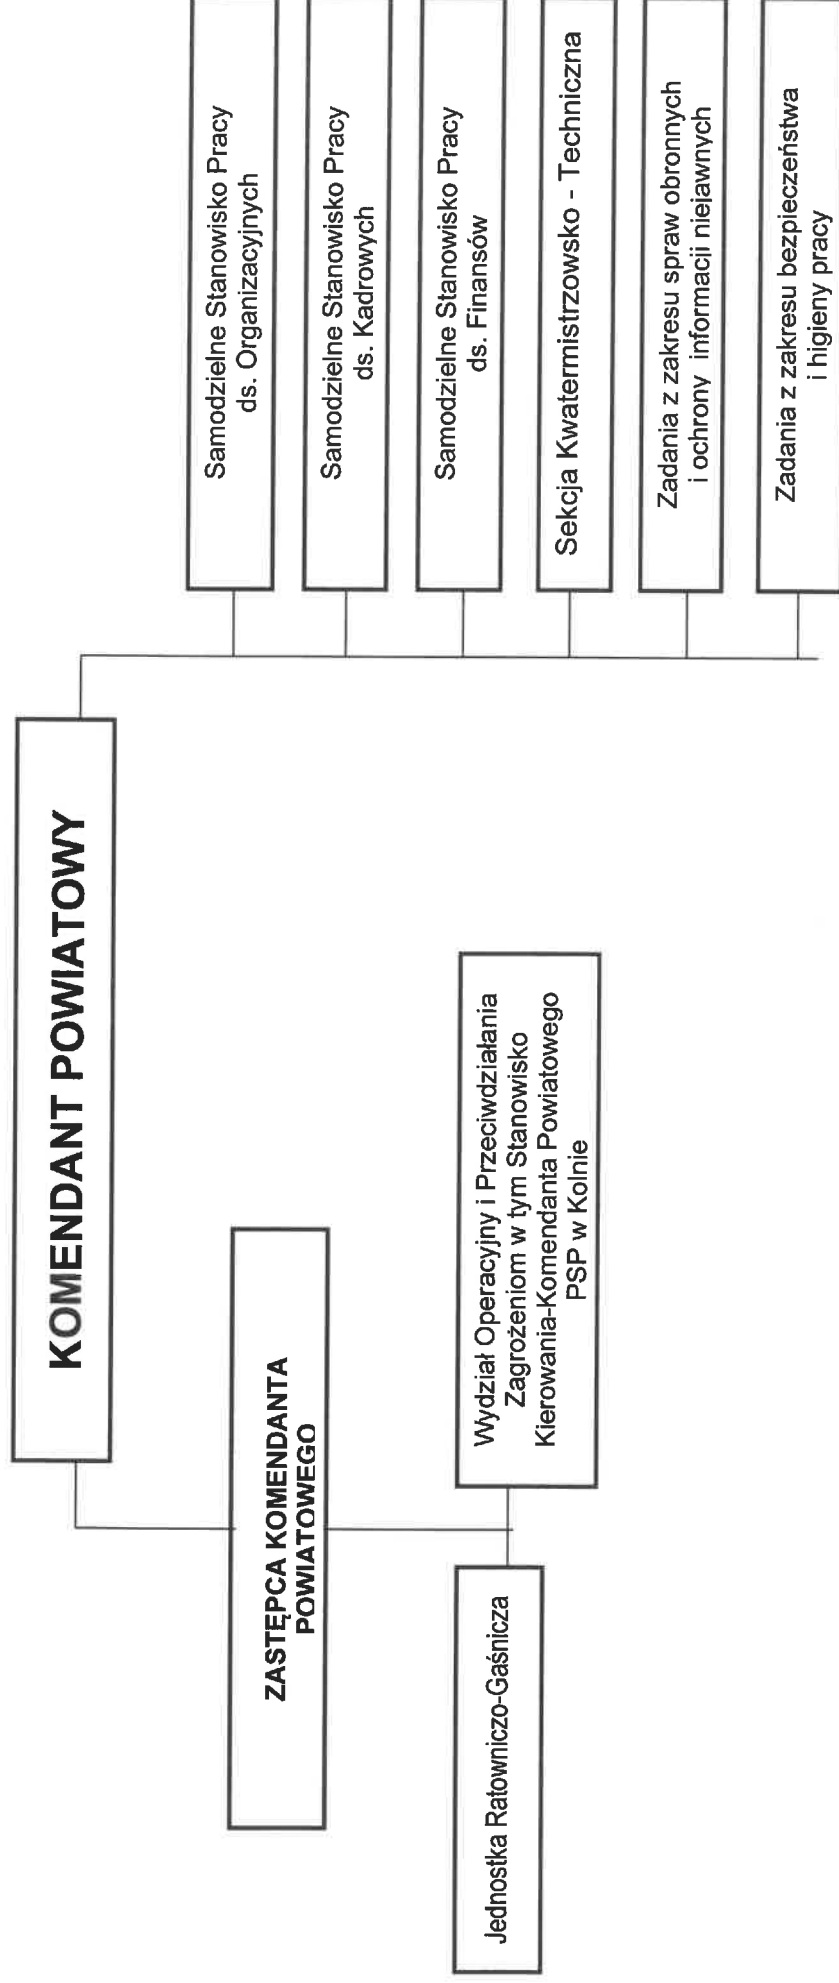 KOMENDANT POWIATOWY
ZASTĘPCA KOMENDANTA
POWIATOWEGO
Jednostka Ratowniczo-Gaśnicza
Wydział Operacyjny i Przeciwdziałania
Zagrożeniom w tym Stanowisko
Kierowania-Komendanta Powiatowego
PSP w Kolnie
Samodzielne Stanowisko Pracy
ds. Organizacyjnych
Samodzielne Stanowisko Pracy
ds. Kadrowych
Samodzielne Stanowisko Pracy
ds. Finansów
Sekcja Kwatermistrzowsko - Techniczna
Zadania z zakresu spraw obronnych
i ochrony informacji niejawnych
Zadania z zakresu bezpieczeństwa
i higieny pracy